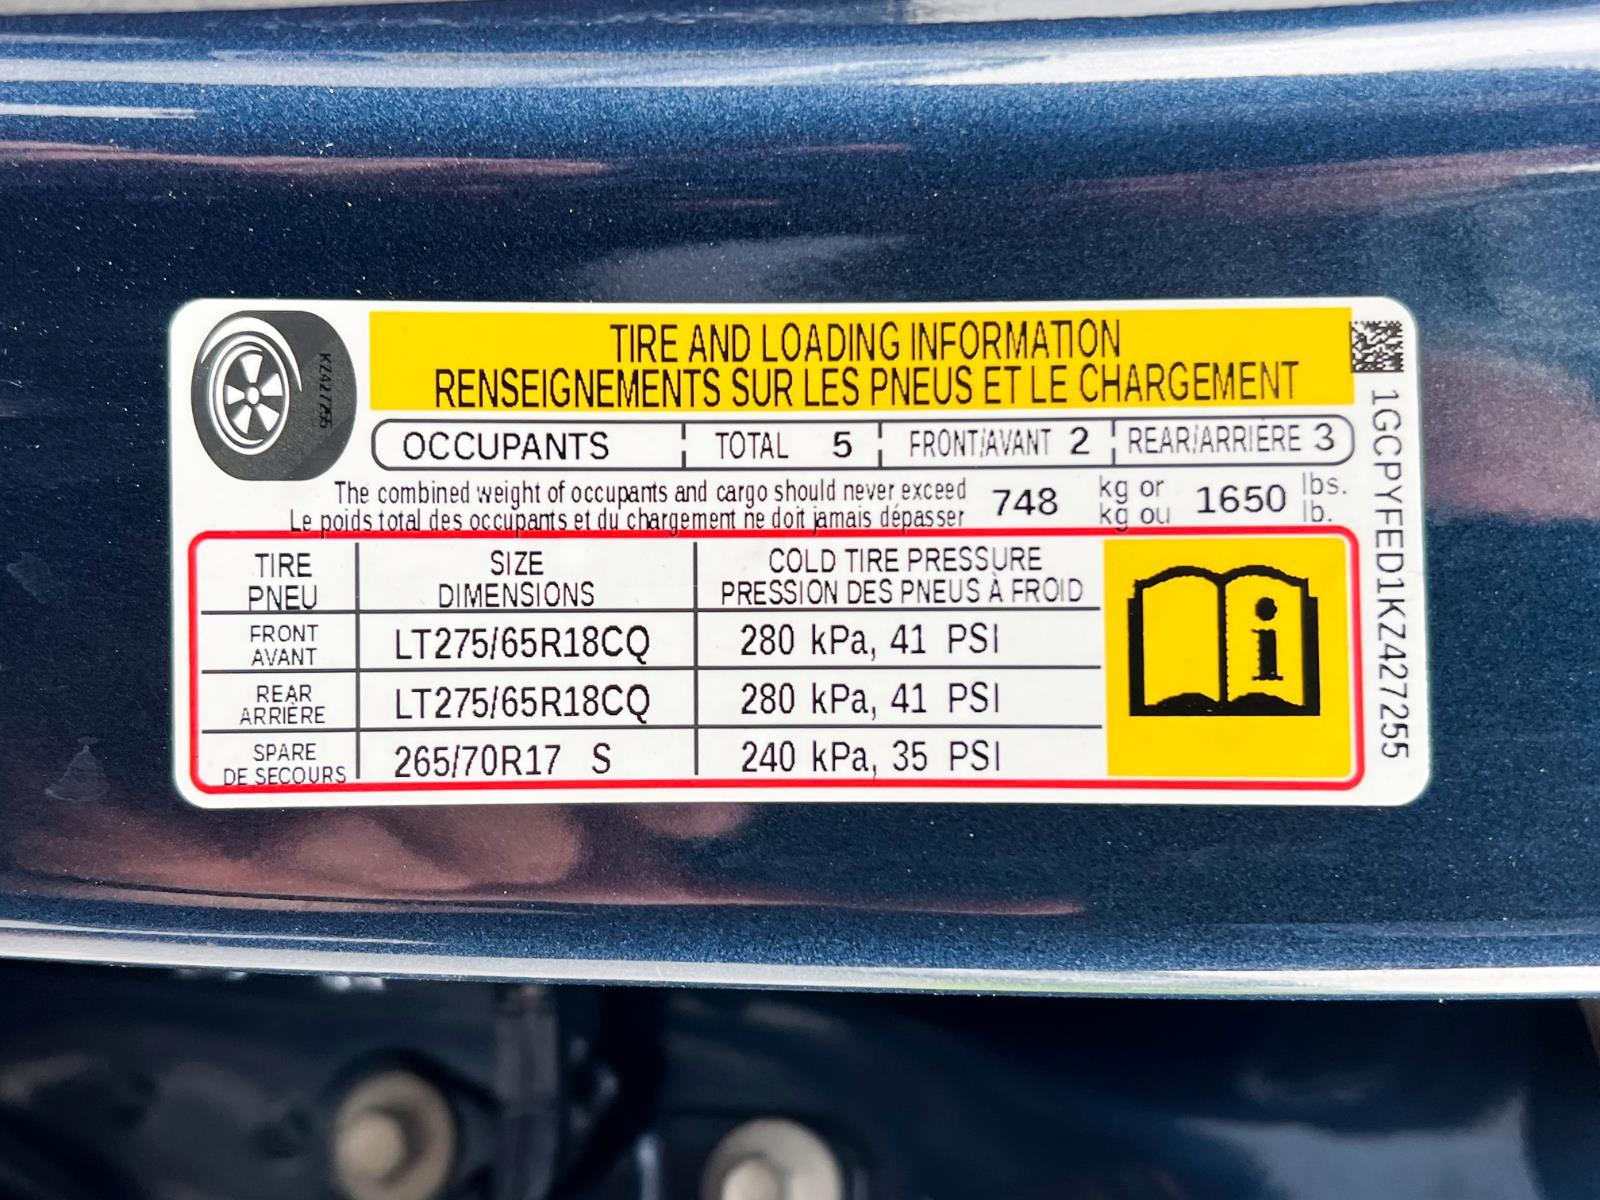 TIRE AND LOADING INFORMATION
RENSEIGNEMENTS SUR LES PNEUS ET LE CHARGEMENT
KZ427255
OCCUPANTS TOTAL 5 FRONT/AVANT 2 REAR/ARRIÈRE 3
The combined weight of occupants and cargo should never exceed 748 kg or 1650 lbs.
Le poids total des occupants et du chargement ne doit jamais dépasser kg ou lb.
TIRE SIZE COLD TIRE PRESSURE
PNEU DIMENSIONS PRESSION DES PNEUS À FROID
FRONT
AVANT LT275/65R18CQ 280 kPa, 41 PSI
REAR
ARRIÈRE LT275/65R18CQ 280 kPa, 41 PSI
SPARE
DE SECOURS 265/70R17 S 240 kPa, 35 PSI
i
1GCPYFED1KZ427255